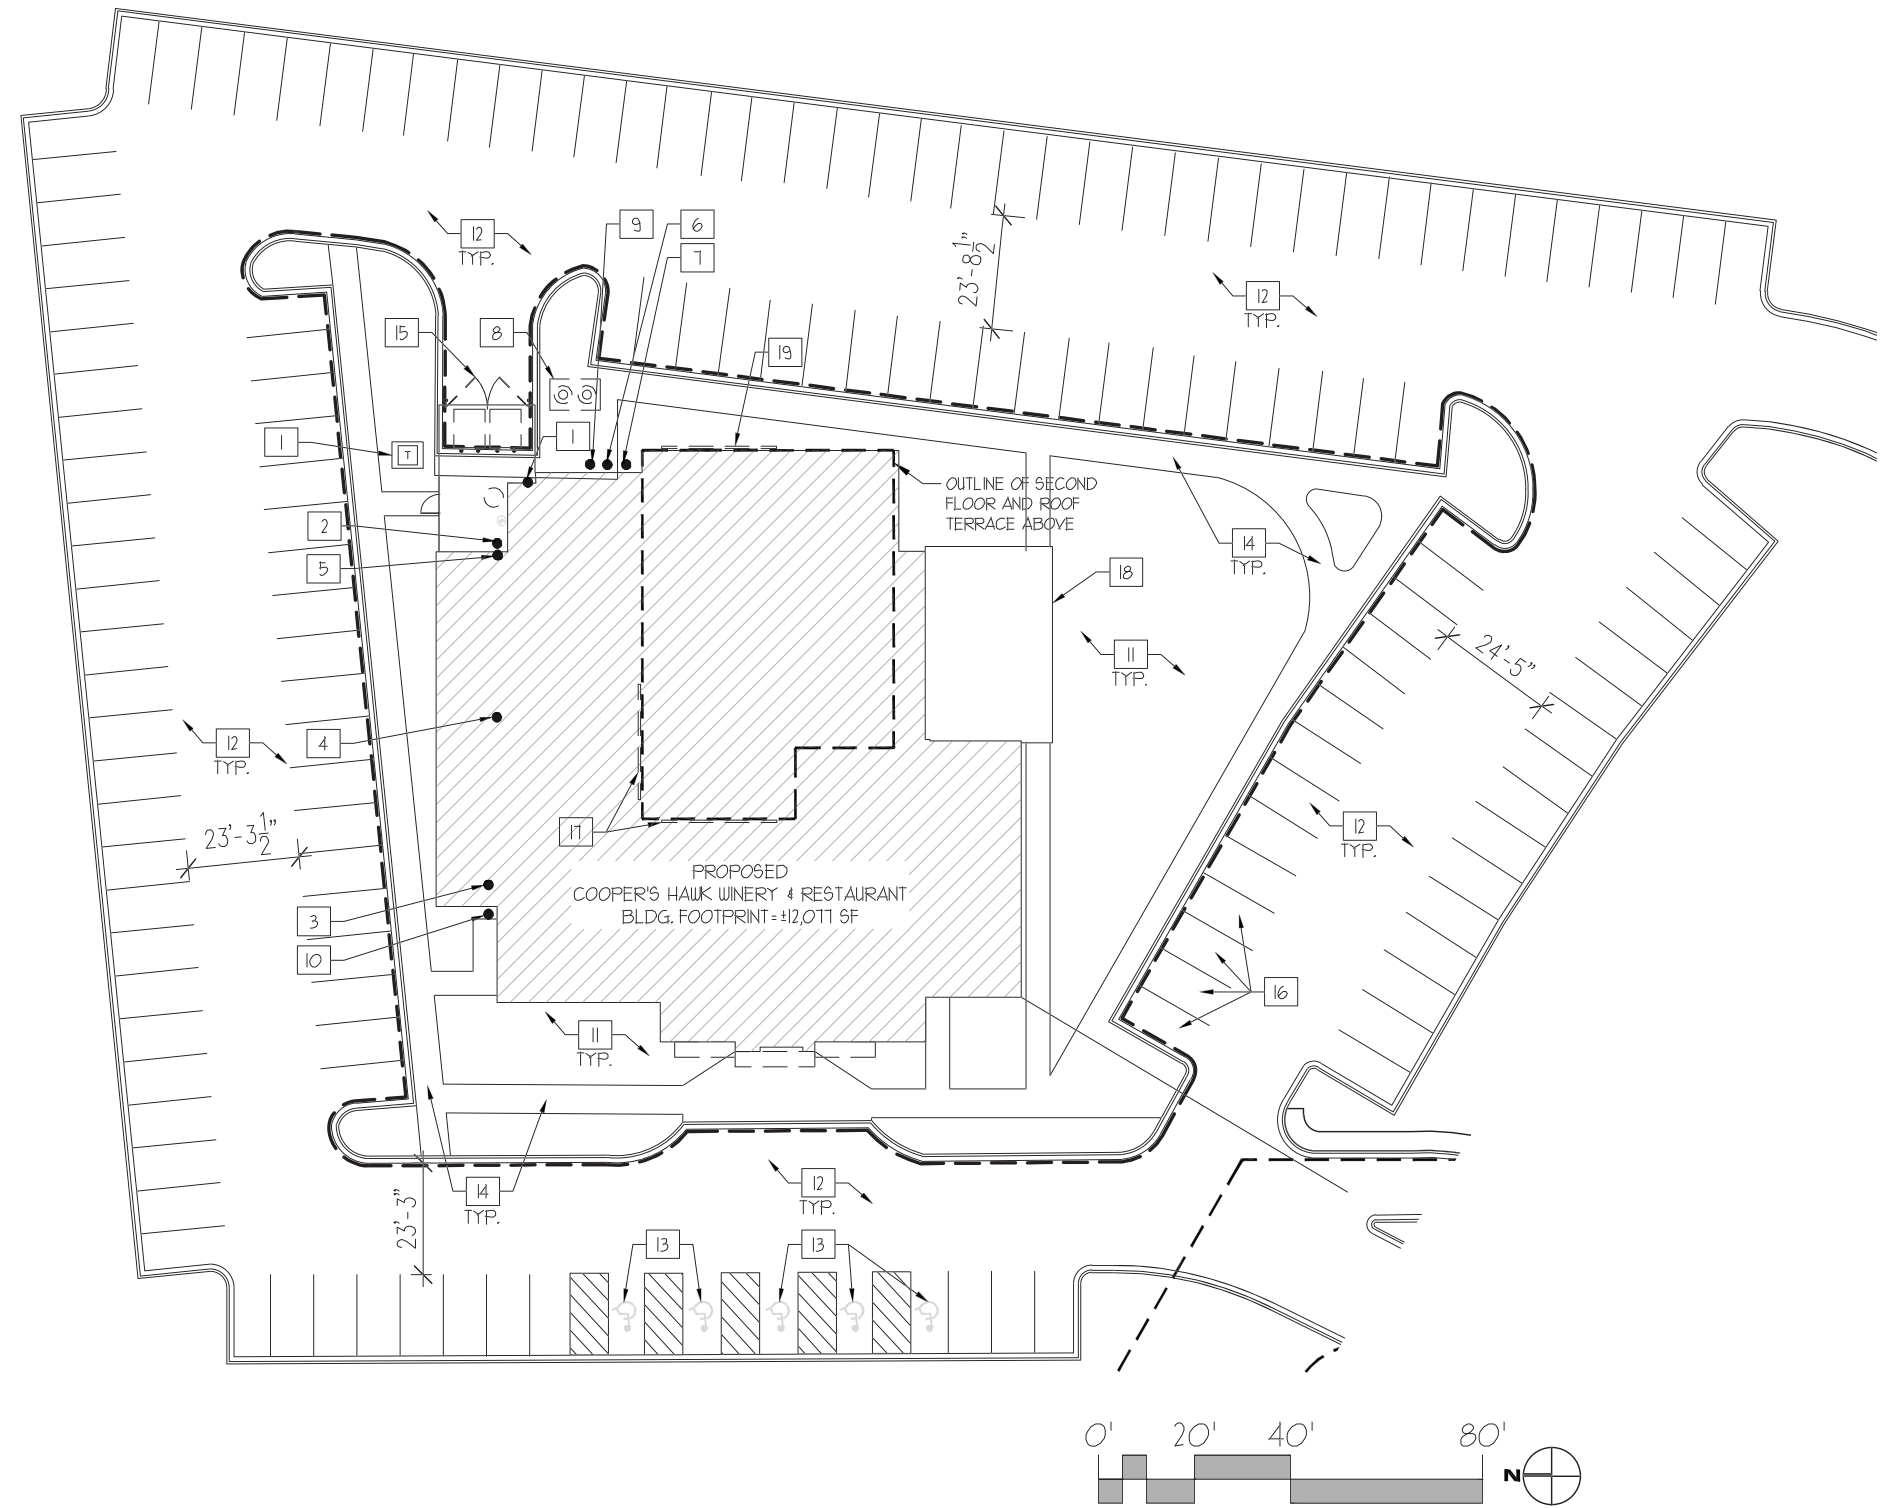 12
TYP.
9
6
7
23'-8 1/2"
12
TYP.
15
8
19
1
T
1
OUTLINE OF SECOND
FLOOR AND ROOF
TERRACE ABOVE
2
5
14
TYP.
18
11
TYP.
24'-5"
4
12
TYP.
23'-3 1/2"
17
12
TYP.
PROPOSED
COOPER'S HAWK WINERY & RESTAURANT
BLDG. FOOTPRINT = ±12,077 SF
3
10
16
11
TYP.
14
TYP.
12
TYP.
23'-3"
13
13
0' 20' 40' 80'
N